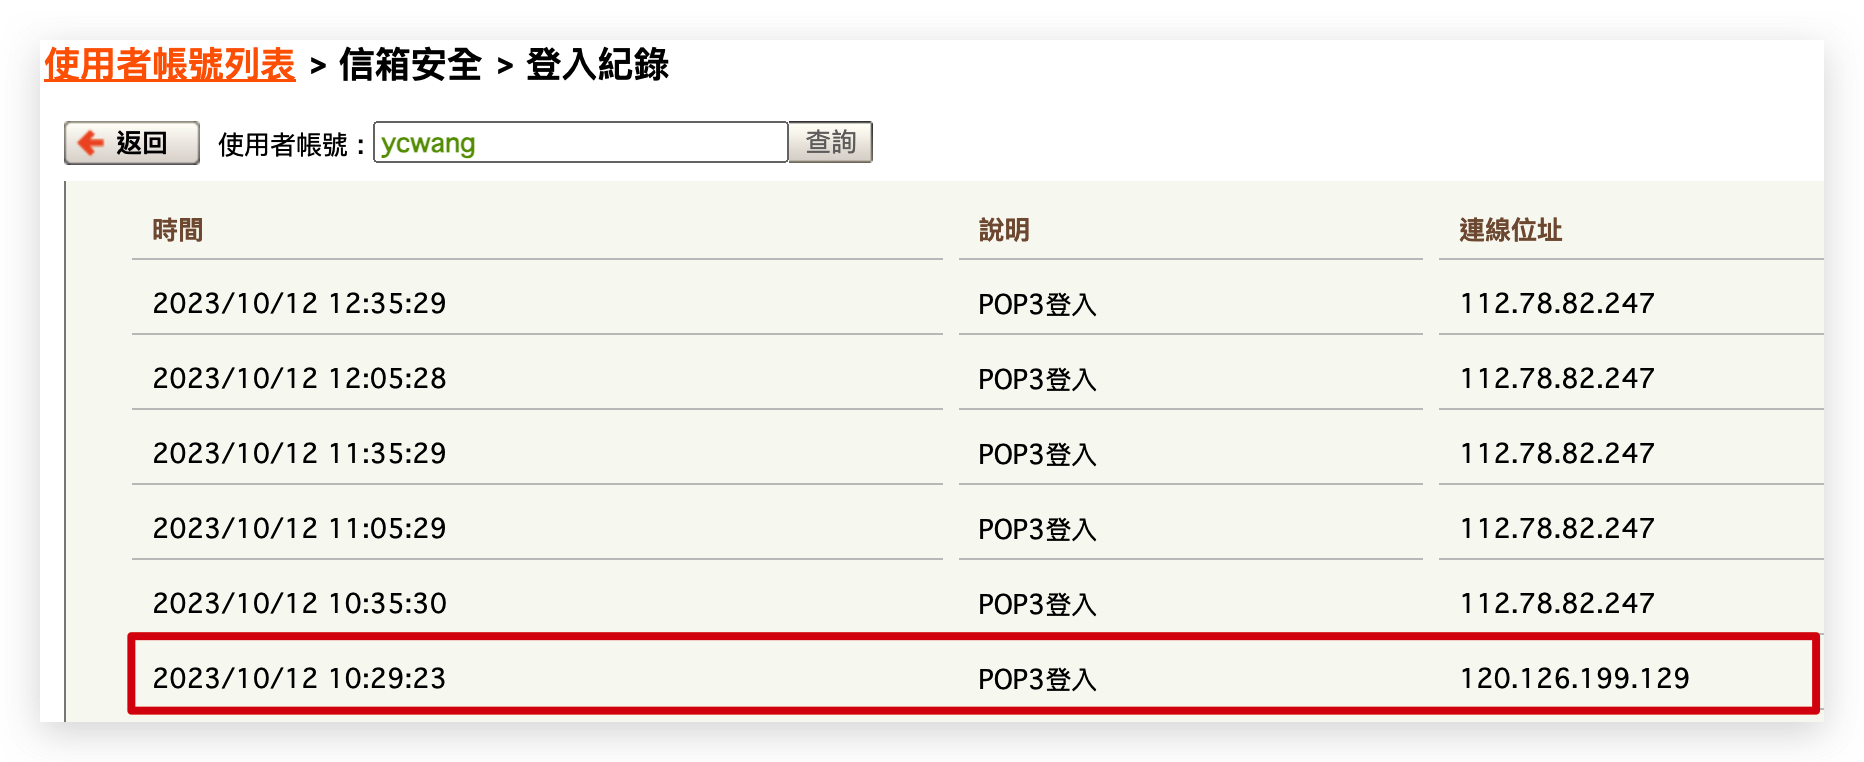 使用者帳號列表 > 信箱安全 > 登入紀錄
返回 使用者帳號： ycwang 查詢
時間 說明 連線位址
2023/10/12 12:35:29 POP3登入 112.78.82.247
2023/10/12 12:05:28 POP3登入 112.78.82.247
2023/10/12 11:35:29 POP3登入 112.78.82.247
2023/10/12 11:05:29 POP3登入 112.78.82.247
2023/10/12 10:35:30 POP3登入 112.78.82.247
2023/10/12 10:29:23 POP3登入 120.126.199.129